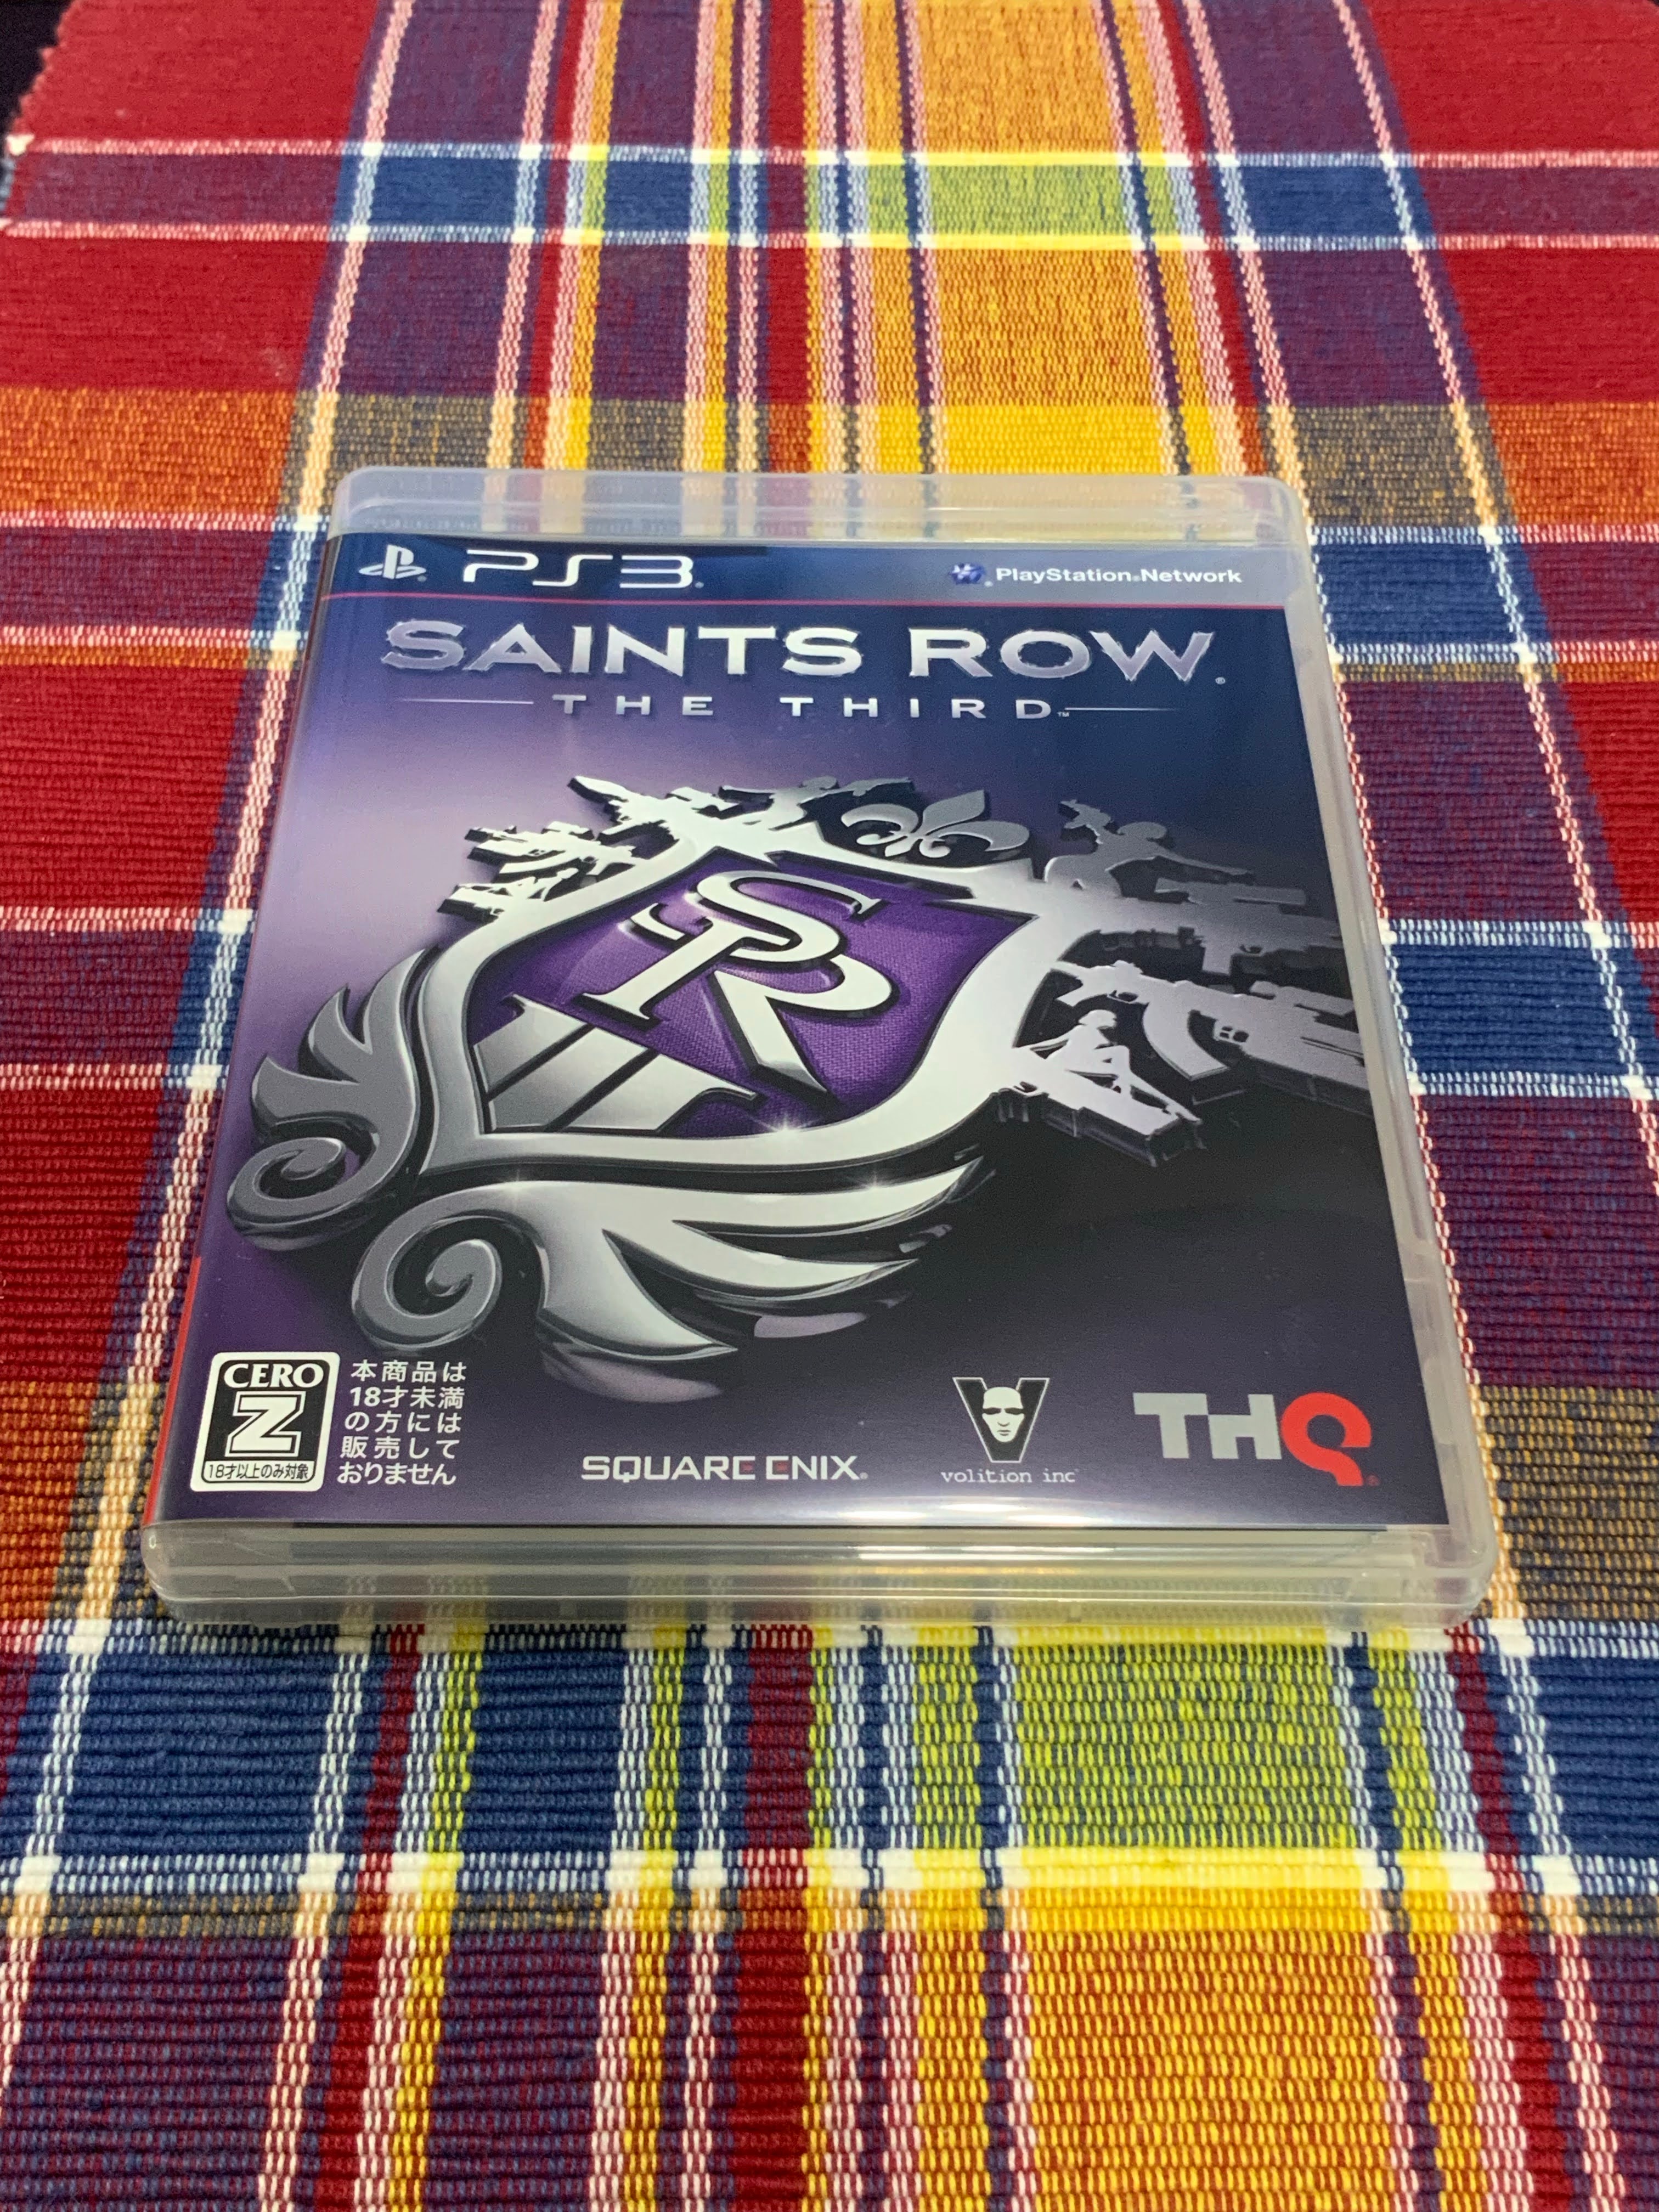 PS3®
PlayStation®Network
SAINTS ROW®
THE THIRD™
SR
CERO
Z
18才以上のみ対象
本商品は
18才未満
の方には
販売して
おりません
SQUARE ENIX®
V
volition inc
THQ®